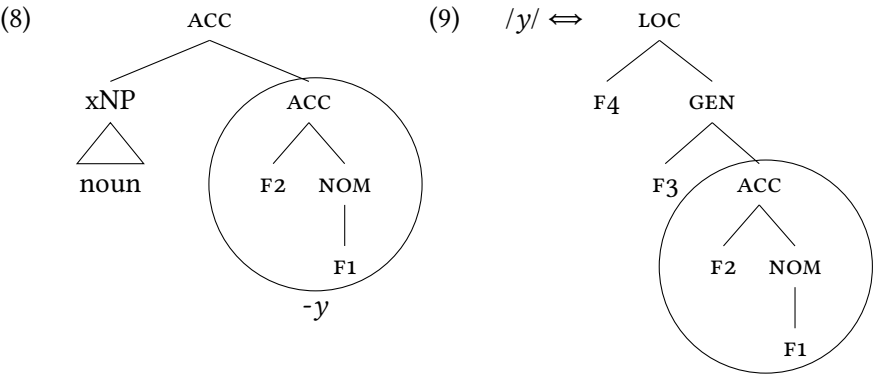 (8) ACC
xNP ACC
noun F2 NOM
F1
-y
(9) /y/ ⇔ LOC
F4 GEN
F3 ACC
F2 NOM
F1